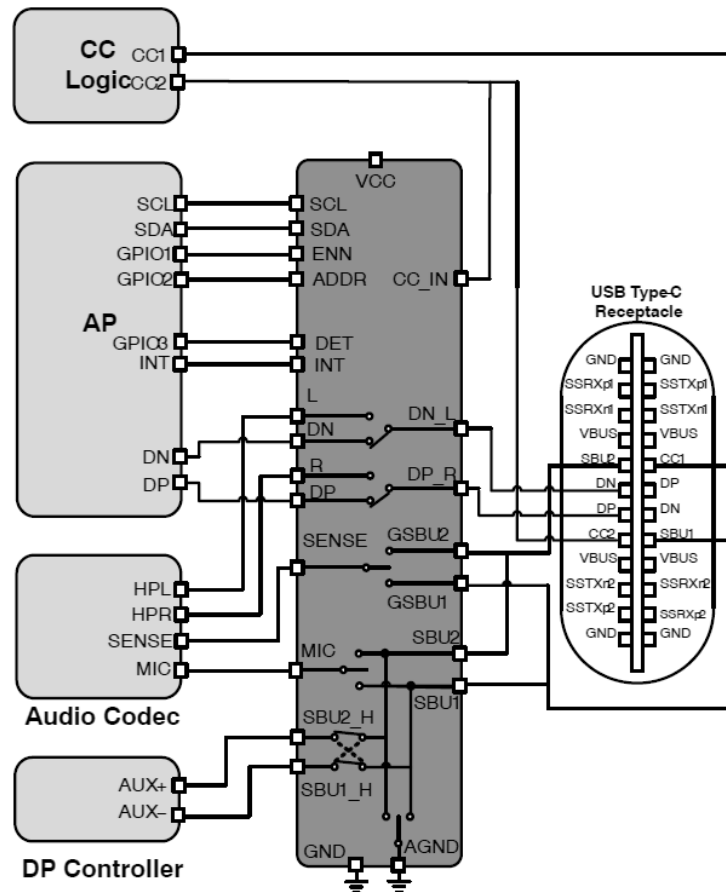 CC
Logic
CC1
CC2
VCC
AP
SCL
SDA
GPIO1
GPIO2
GPIO3
INT
DN
DP
SCL
SDA
ENN
ADDR
DET
INT
L
DN
R
DP
SENSE
MIC
SBU2_H
SBU1_H
GND
CC_IN
DN_L
DP_R
GSBU2
GSBU1
SBU2
SBU1
AGND
HPL
HPR
SENSE
MIC
Audio Codec
AUX+
AUX−
DP Controller
USB Type-C
Receptacle
GND GND
SSRXp1 SSTXp1
SSRXn1 SSTXn1
VBUS VBUS
SBU2 CC1
DN DP
DP DN
CC2 SBU1
VBUS VBUS
SSTXn2 SSRXn2
SSTXp2 SSRXp2
GND GND